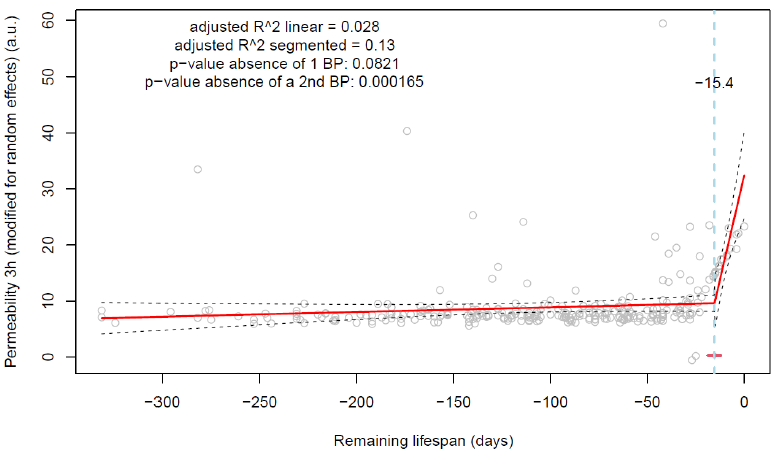 adjusted R^2 linear = 0.028
adjusted R^2 segmented = 0.13
p−value absence of 1 BP: 0.0821
p−value absence of a 2nd BP: 0.000165
−15.4
Permeability 3h (modified for random effects) (a.u.)
60
50
40
30
20
10
0
−300 −250 −200 −150 −100 −50 0
Remaining lifespan (days)